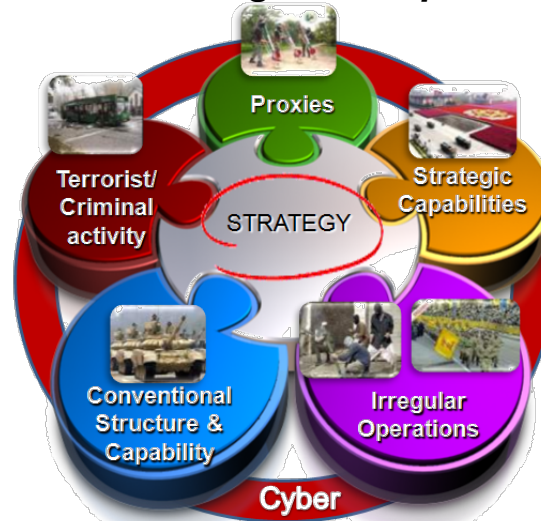 Proxies
Terrorist/
Criminal
activity
Strategic
Capabilities
STRATEGY
Conventional
Structure &
Capability
Irregular
Operations
Cyber